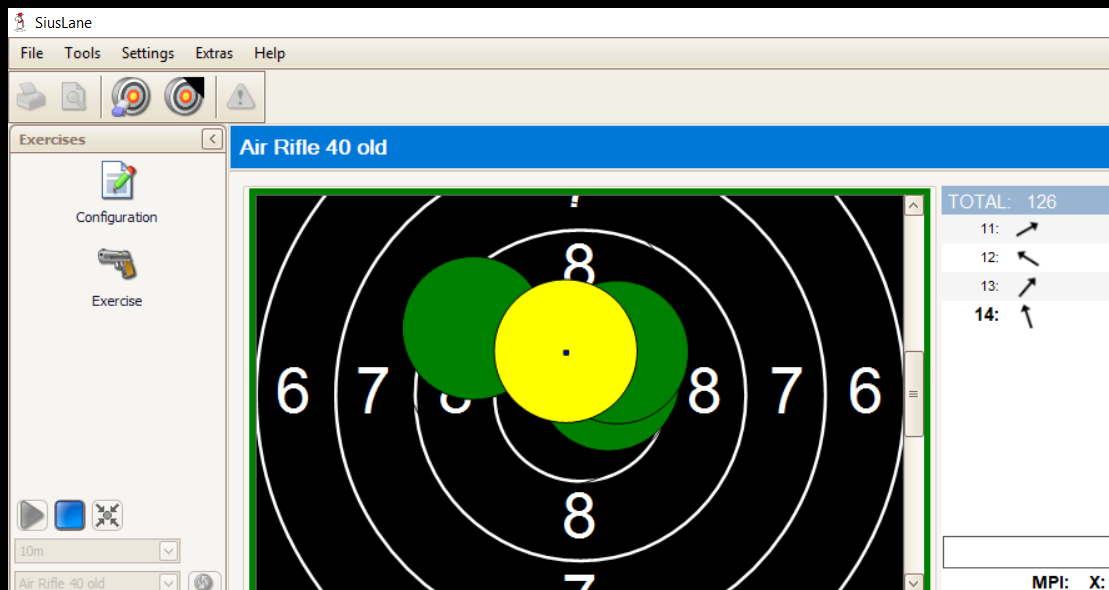 SiusLane
File Tools Settings Extras Help
Exercises
Air Rifle 40 old
Configuration
Exercise
10m
Air Rifle 40 old
8
6 7 8 8 7 6
8
7
TOTAL: 126
11:
12:
13:
14:
MPI: X: